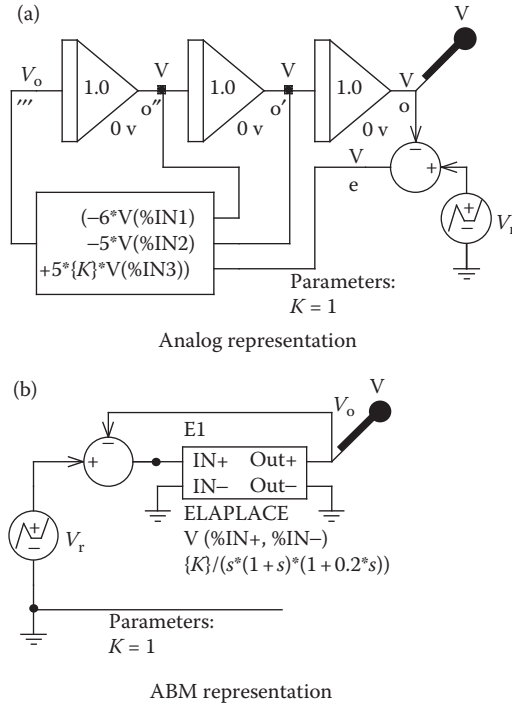 (a)
V
V V V
Vo 1.0 1.0 1.0
‴ o″ o′ o
0 v 0 v 0 v
− +
V
e
(−6*V(%IN1)
−5*V(%IN2)
+5*{K}*V(%IN3))
+
−
Parameters:
K = 1
Analog representation
(b)
V
Vo
−
+
E1
IN+ Out+
IN− Out−
ELAPLACE
V (%IN+, %IN−)
{K}/(s*(1+s)*(1+0.2*s))
+
−
Vr
Parameters:
K = 1
ABM representation